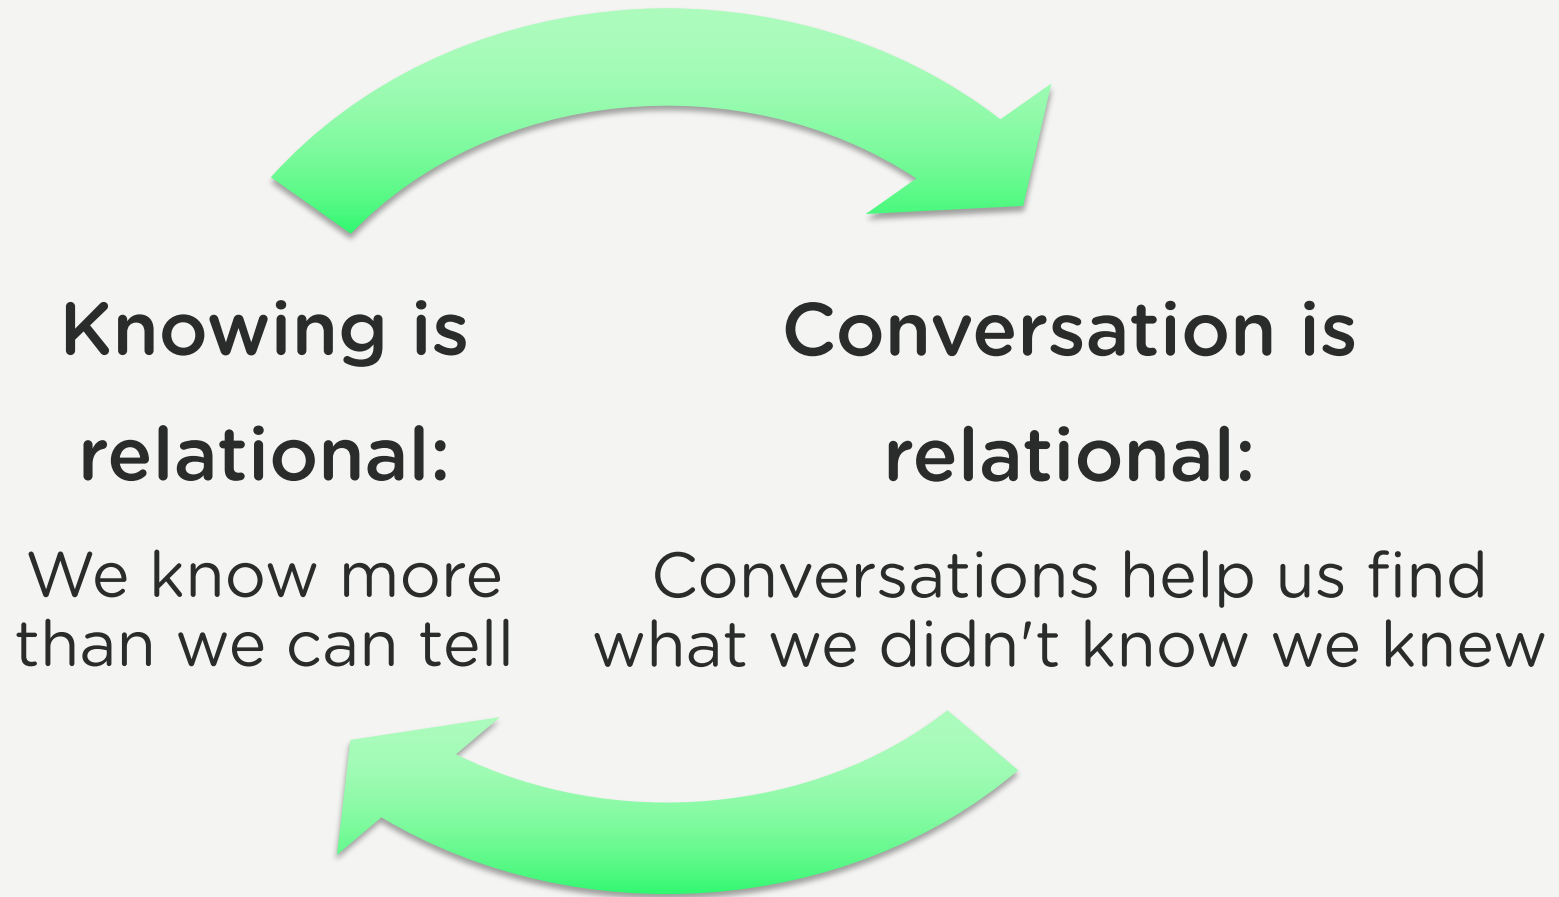 Knowing is
relational:
We know more
than we can tell
Conversation is
relational:
Conversations help us find
what we didn't know we knew